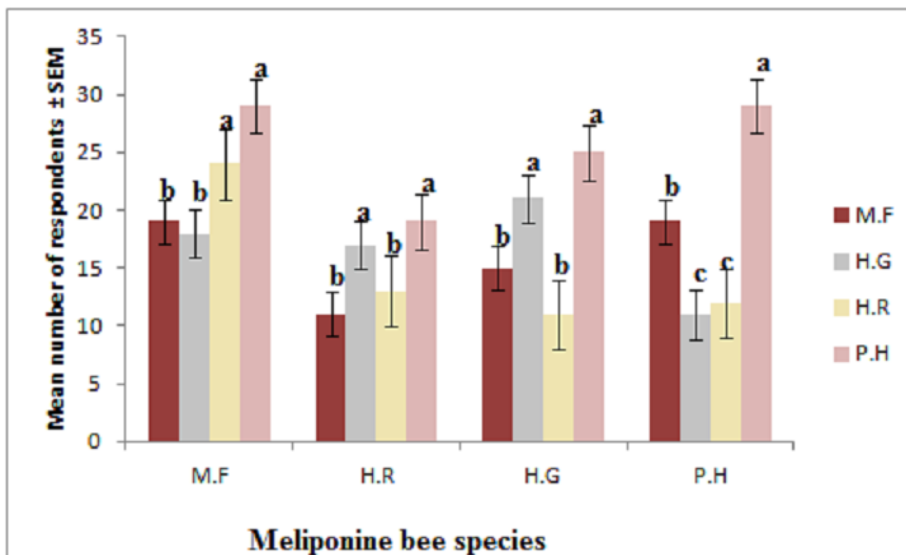 Mean number of respondents ±SEM
35
30
25
20
15
10
5
0
b b a a
b a b a
b a b a
b c c a
M.F H.R H.G P.H
Meliponine bee species
M.F
H.G
H.R
P.H